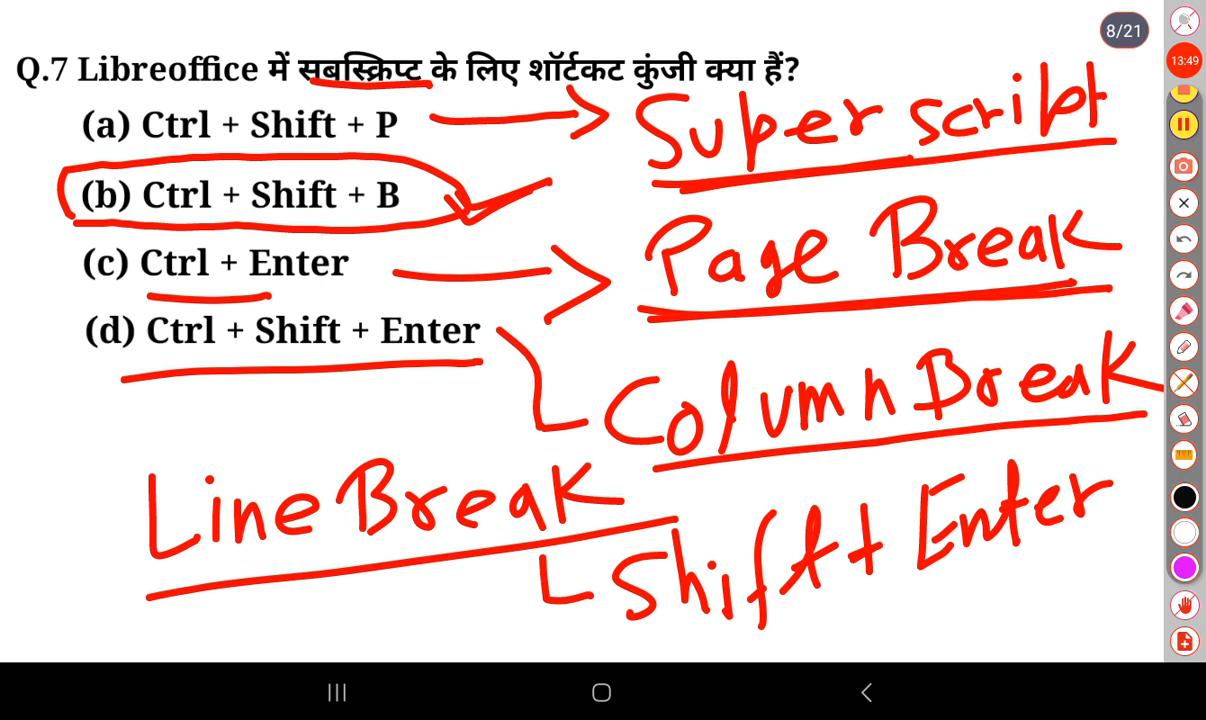 8/21
13:49
Q.7 Libreoffice में सबस्क्रिप्ट के लिए शॉर्टकट कुंजी क्या हैं?
(a) Ctrl + Shift + P
Super script
(b) Ctrl + Shift + B
(c) Ctrl + Enter
Page Break
(d) Ctrl + Shift + Enter
Column Break
Line Break
Shift + Enter